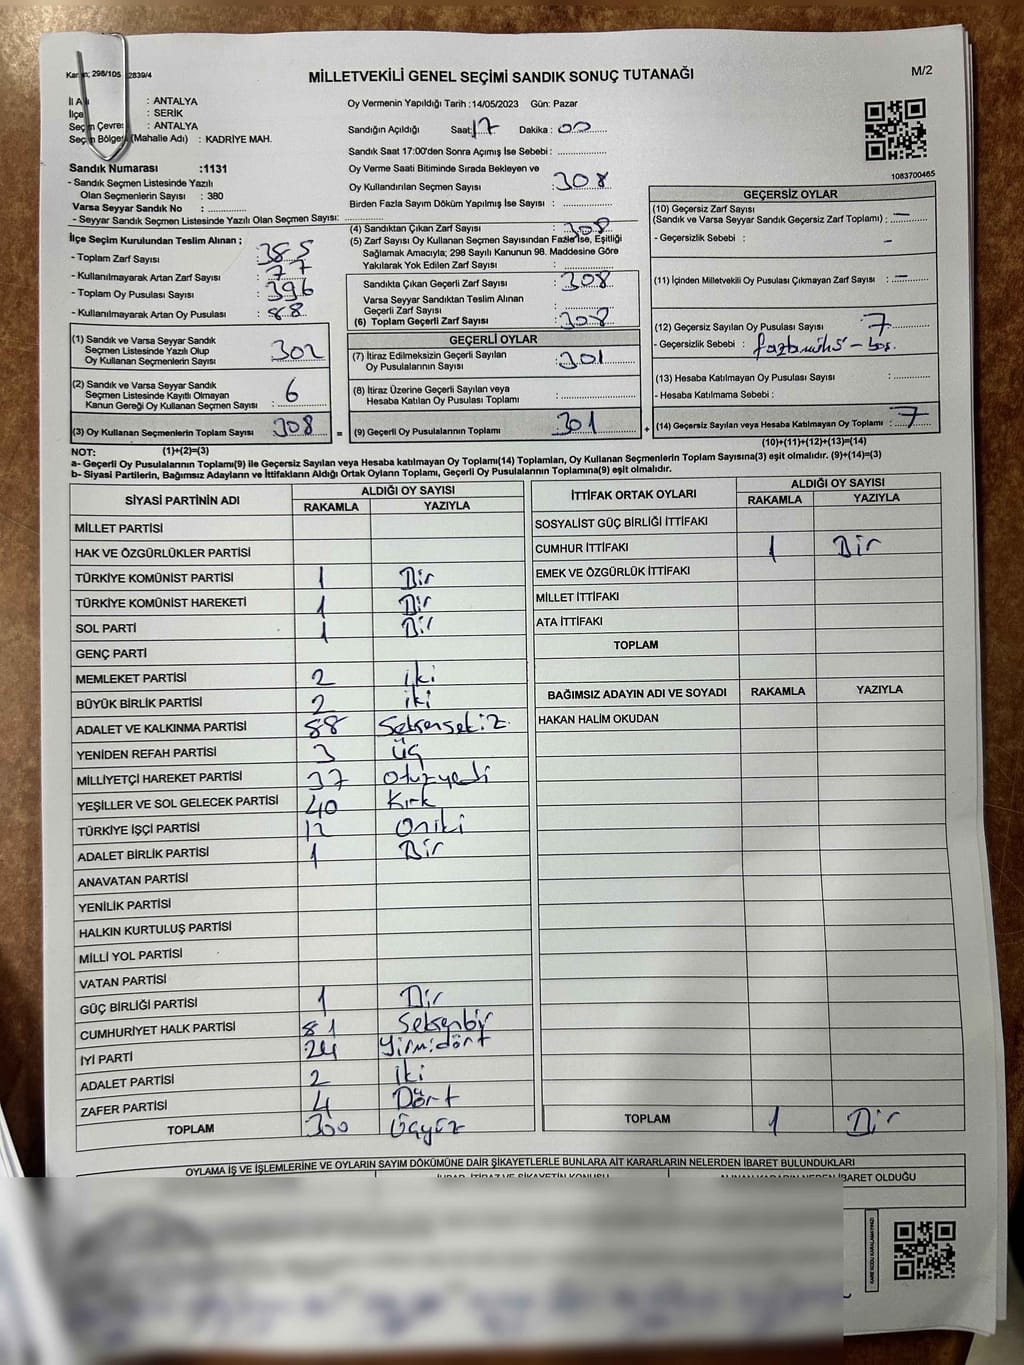 Kanun; 298/105 2839/4
MİLLETVEKİLİ GENEL SEÇİMİ SANDIK SONUÇ TUTANAĞI
M/2
İl Adı : ANTALYA
İlçe : SERİK
Seçim Çevresi : ANTALYA
Seçim Bölgesi (Mahalle Adı) : KADRİYE MAH.
Sandık Numarası :1131
- Sandık Seçmen Listesinde Yazılı
Olan Seçmenlerin Sayısı : 380
Varsa Seyyar Sandık No : ..............
- Seyyar Sandık Seçmen Listesinde Yazılı Olan Seçmen Sayısı: ..............
İlçe Seçim Kurulundan Teslim Alınan ;
- Toplam Zarf Sayısı : 385
- Kullanılmayarak Artan Zarf Sayısı : 77
- Toplam Oy Pusulası Sayısı : 396
- Kullanılmayarak Artan Oy Pusulası : 88
(1) Sandık ve Varsa Seyyar Sandık
Seçmen Listesinde Yazılı Olup
Oy Kullanan Seçmenlerin Sayısı : 302
(2) Sandık ve Varsa Seyyar Sandık
Seçmen Listesinde Kayıtlı Olmayan
Kanun Gereği Oy Kullanan Seçmen Sayısı : 6
(3) Oy Kullanan Seçmenlerin Toplam Sayısı : 308
(1)+(2)=(3)
Oy Vermenin Yapıldığı Tarih :14/05/2023 Gün: Pazar
Sandığın Açıldığı Saat: 17 Dakika : 00
Sandık Saat 17:00'den Sonra Açımış İse Sebebi : ..............
Oy Verme Saati Bitiminde Sırada Bekleyen ve
Oy Kullandırılan Seçmen Sayısı : 308
Birden Fazla Sayım Döküm Yapılmış İse Sayısı : ..............
(4) Sandıktan Çıkan Zarf Sayısı : 308
(5) Zarf Sayısı Oy Kullanan Seçmen Sayısından Fazla İse, Eşitliği
Sağlamak Amacıyla; 298 Sayılı Kanunun 98. Maddesine Göre
Yakılarak Yok Edilen Zarf Sayısı : ..............
Sandıkta Çıkan Geçerli Zarf Sayısı : 308
Varsa Seyyar Sandıktan Teslim Alınan
Geçerli Zarf Sayısı : ..............
(6) Toplam Geçerli Zarf Sayısı : 308
GEÇERLİ OYLAR
(7) İtiraz Edilmeksizin Geçerli Sayılan
Oy Pusulalarının Sayısı : 301
(8) İtiraz Üzerine Geçerli Sayılan veya
Hesaba Katılan Oy Pusulası Toplamı : ..............
= (9) Geçerli Oy Pusulalarının Toplamı : 301 +
1083700465
GEÇERSİZ OYLAR
(10) Geçersiz Zarf Sayısı
(Sandık ve Varsa Seyyar Sandık Geçersiz Zarf Toplamı) : —
- Geçersizlik Sebebi : –
(11) İçinden Milletvekili Oy Pusulası Çıkmayan Zarf Sayısı : —
(12) Geçersiz Sayılan Oy Pusulası Sayısı : 7
- Geçersizlik Sebebi :
(13) Hesaba Katılmayan Oy Pusulası Sayısı : ..............
- Hesaba Katılmama Sebebi :
(14) Geçersiz Sayılan veya Hesaba Katılmayan Oy Toplamı : 7
(10)+(11)+(12)+(13)=(14)
NOT:
a- Geçerli Oy Pusulalarının Toplamı(9) ile Geçersiz Sayılan veya Hesaba katılmayan Oy Toplamı(14) Toplamları, Oy Kullanan Seçmenlerin Toplam Sayısına(3) eşit olmalıdır. (9)+(14)=(3)
b- Siyasi Partilerin, Bağımsız Adayların ve İttifakların Aldığı Ortak Oyların Toplamı, Geçerli Oy Pusulalarının Toplamına(9) eşit olmalıdır.
SİYASİ PARTİNİN ADI ALDIĞI OY SAYISI
RAKAMLA YAZIYLA
MİLLET PARTİSİ
HAK VE ÖZGÜRLÜKLER PARTİSİ
TÜRKİYE KOMÜNİST PARTİSİ 1 Bir
TÜRKİYE KOMÜNİST HAREKETİ 1 Bir
SOL PARTİ 1 Bir
GENÇ PARTİ
MEMLEKET PARTİSİ 2 iki
BÜYÜK BİRLİK PARTİSİ 2 iki
ADALET VE KALKINMA PARTİSİ 88 Seksensekiz
YENİDEN REFAH PARTİSİ 3 üç
MİLLİYETÇİ HAREKET PARTİSİ 37 otuzyedi
YEŞİLLER VE SOL GELECEK PARTİSİ 40 Kırk
TÜRKİYE İŞÇİ PARTİSİ 12 Oniki
ADALET BİRLİK PARTİSİ 1 Bir
ANAVATAN PARTİSİ
YENİLİK PARTİSİ
HALKIN KURTULUŞ PARTİSİ
MİLLİ YOL PARTİSİ
VATAN PARTİSİ
GÜÇ BİRLİĞİ PARTİSİ 1 Bir
CUMHURİYET HALK PARTİSİ 81 Seksenbir
İYİ PARTİ 24 Yirmidört
ADALET PARTİSİ 2 iki
ZAFER PARTİSİ 4 Dört
TOPLAM 300 Üçyüz
İTTİFAK ORTAK OYLARI ALDIĞI OY SAYISI
RAKAMLA YAZIYLA
SOSYALİST GÜÇ BİRLİĞİ İTTİFAKI
CUMHUR İTTİFAKI 1 Bir
EMEK VE ÖZGÜRLÜK İTTİFAKI
MİLLET İTTİFAKI
ATA İTTİFAKI
TOPLAM
BAĞIMSIZ ADAYIN ADI VE SOYADI RAKAMLA YAZIYLA
HAKAN HALİM OKUDAN
TOPLAM 1 Bir
OYLAMA İŞ VE İŞLEMLERİNE VE OYLARIN SAYIM DÖKÜMÜNE DAİR ŞİKAYETLERLE BUNLARA AİT KARARLARIN NELERDEN İBARET BULUNDUKLARI
İHBAR, İTİRAZ VE ŞİKAYETİN KONUSU ALINAN KARARIN NEDEN İBARET OLDUĞU
KARE KODU KARALAMAYINIZ!